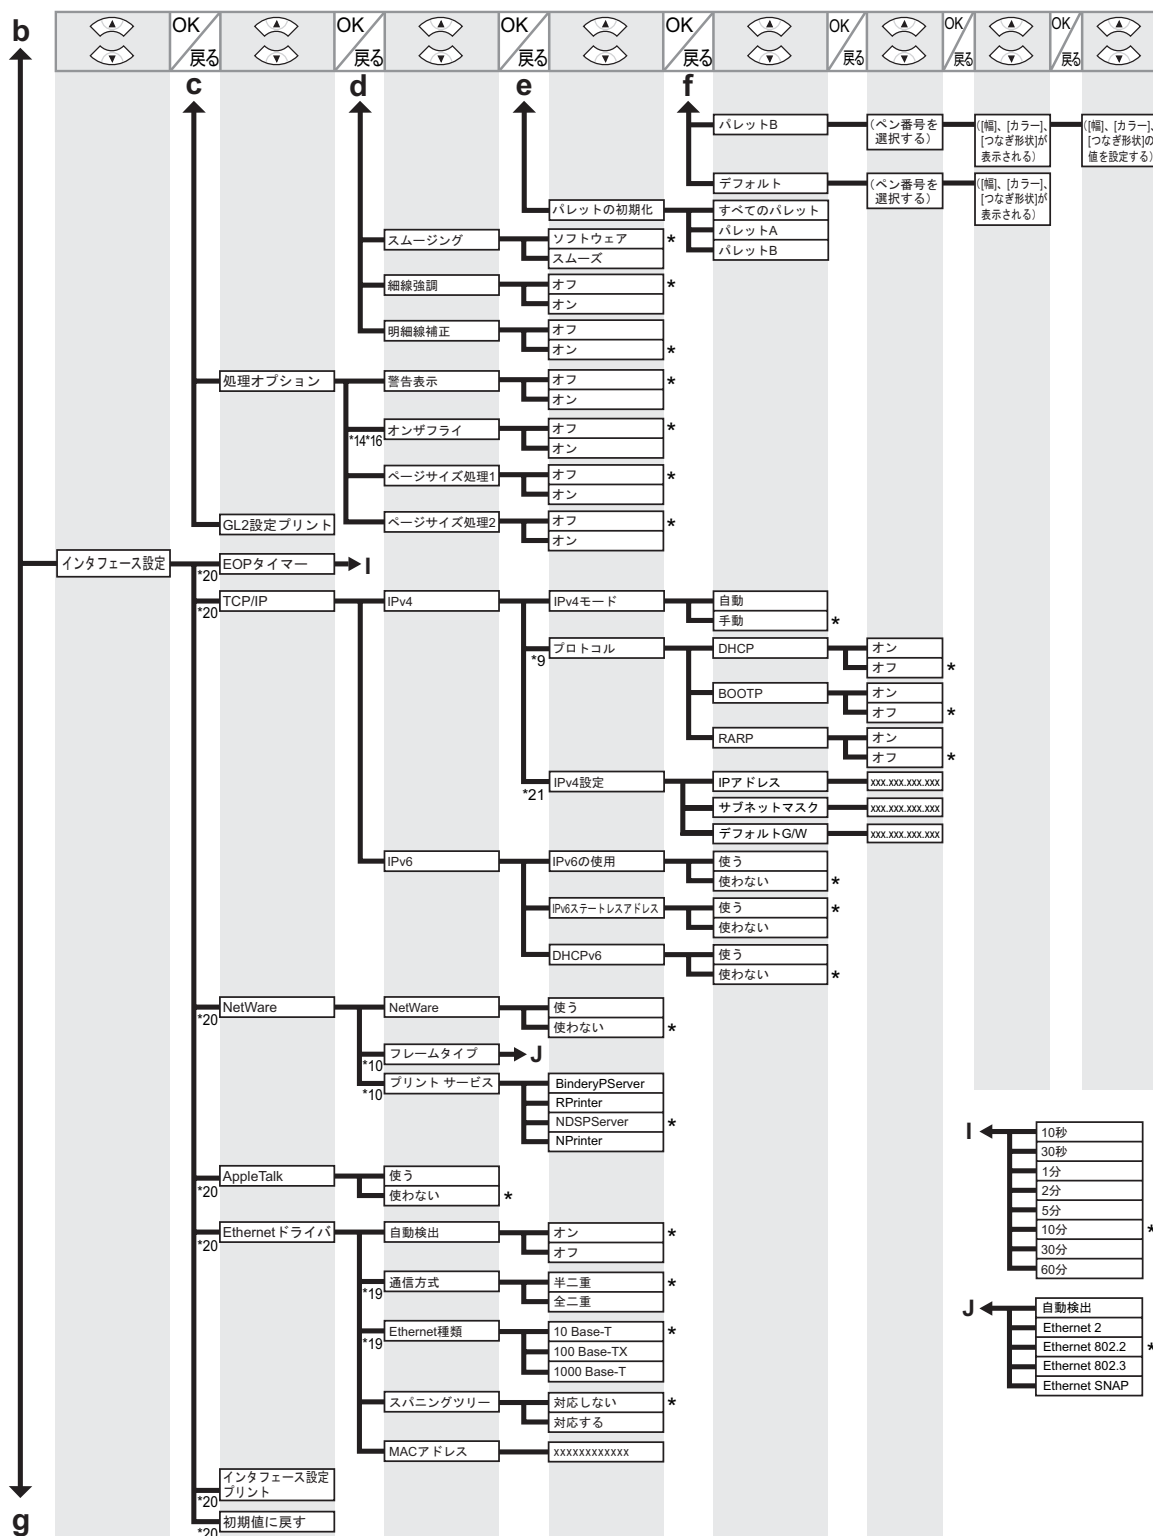 b
OK
戻る
OK
戻る
OK
戻る
OK
戻る
OK
戻る
OK
戻る
OK
戻る
c
d
e
f
パレットB
(ペン番号を
選択する)
([幅]、[カラー]、
[つなぎ形状]が
表示される)
([幅]、[カラー]、
[つなぎ形状]の
値を設定する)
デフォルト
(ペン番号を
選択する)
([幅]、[カラー]、
[つなぎ形状]が
表示される)
パレットの初期化
すべてのパレット
パレットA
パレットB
スムージング
ソフトウェア *
スムーズ
細線強調
オフ *
オン
明細線補正
オフ
オン *
処理オプション
警告表示
オフ *
オン
*14*16
オンザフライ
オフ *
オン
ページサイズ処理1
オフ *
オン
ページサイズ処理2
オフ *
オン
GL2設定プリント
インタフェース設定
*20
EOPタイマー
I
*20
TCP/IP
IPv4
IPv4モード
自動
手動 *
*9
プロトコル
DHCP
オン
オフ *
BOOTP
オン
オフ *
RARP
オン
オフ *
*21
IPv4設定
IPアドレス
xxx.xxx.xxx.xxx
サブネットマスク
xxx.xxx.xxx.xxx
デフォルトG/W
xxx.xxx.xxx.xxx
IPv6
IPv6の使用
使う
使わない *
IPv6ステートレスアドレス
使う *
使わない
DHCPv6
使う
使わない *
*20
NetWare
NetWare
使う
使わない *
*10
フレームタイプ
J
*10
プリント サービス
BinderyPServer
RPrinter
NDSPServer *
NPrinter
*20
AppleTalk
使う
使わない *
*20
Ethernetドライバ
自動検出
オン *
オフ
*19
通信方式
半二重 *
全二重
*19
Ethernet種類
10 Base-T *
100 Base-TX
1000 Base-T
スパニングツリー
対応しない *
対応する
MACアドレス
xxxxxxxxxxxx
*20
インタフェース設定
プリント
*20
初期値に戻す
g
I
10秒
30秒
1分
2分
5分
10分 *
30分
60分
J
自動検出
Ethernet 2
Ethernet 802.2 *
Ethernet 802.3
Ethernet SNAP